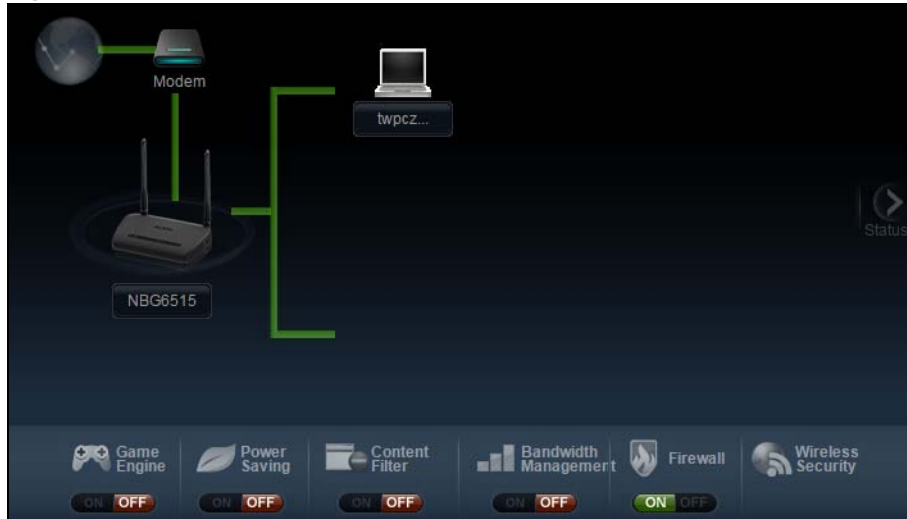 Modem
twpcz...
Status
NBG6515
Game
Engine
Power
Saving
Content
Filter
Bandwidth
Management
Firewall
Wireless
Security
ON OFF
ON OFF
ON OFF
ON OFF
ON OFF